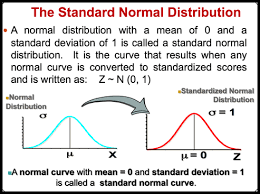 The Standard Normal Distribution
A normal distribution with a mean of 0 and a
standard deviation of 1 is called a standard normal
distribution. It is the curve that results when any
normal curve is converted to standardized scores
and is written as: Z ~ N (0, 1)
Normal
Distribution
Standardized Normal
Distribution
σ
σ = 1
μ X
μ = 0 Z
A normal curve with mean = 0 and standard deviation = 1
is called a standard normal curve.